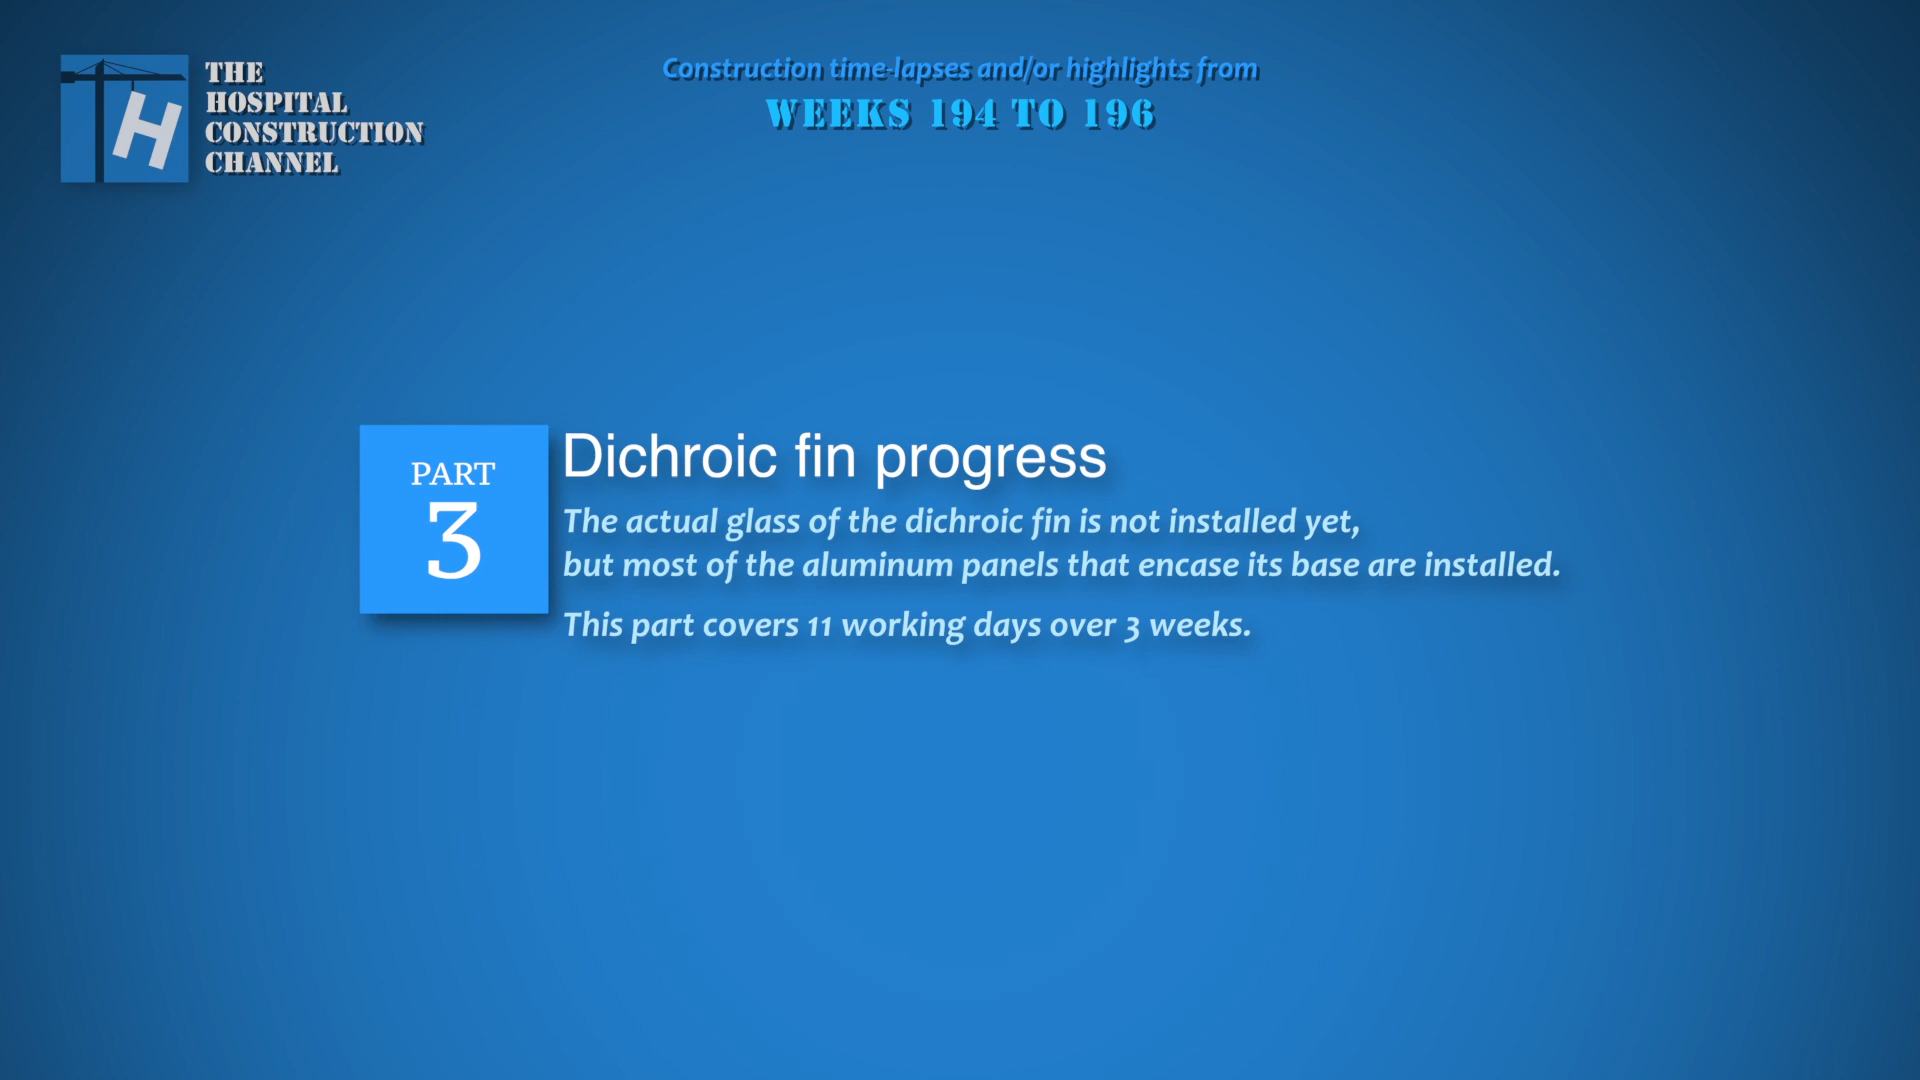 THE
HOSPITAL
CONSTRUCTION
CHANNEL
H
Construction time-lapses and/or highlights from
WEEKS 194 TO 196
PART
3
Dichroic fin progress
The actual glass of the dichroic fin is not installed yet,
but most of the aluminum panels that encase its base are installed.
This part covers 11 working days over 3 weeks.